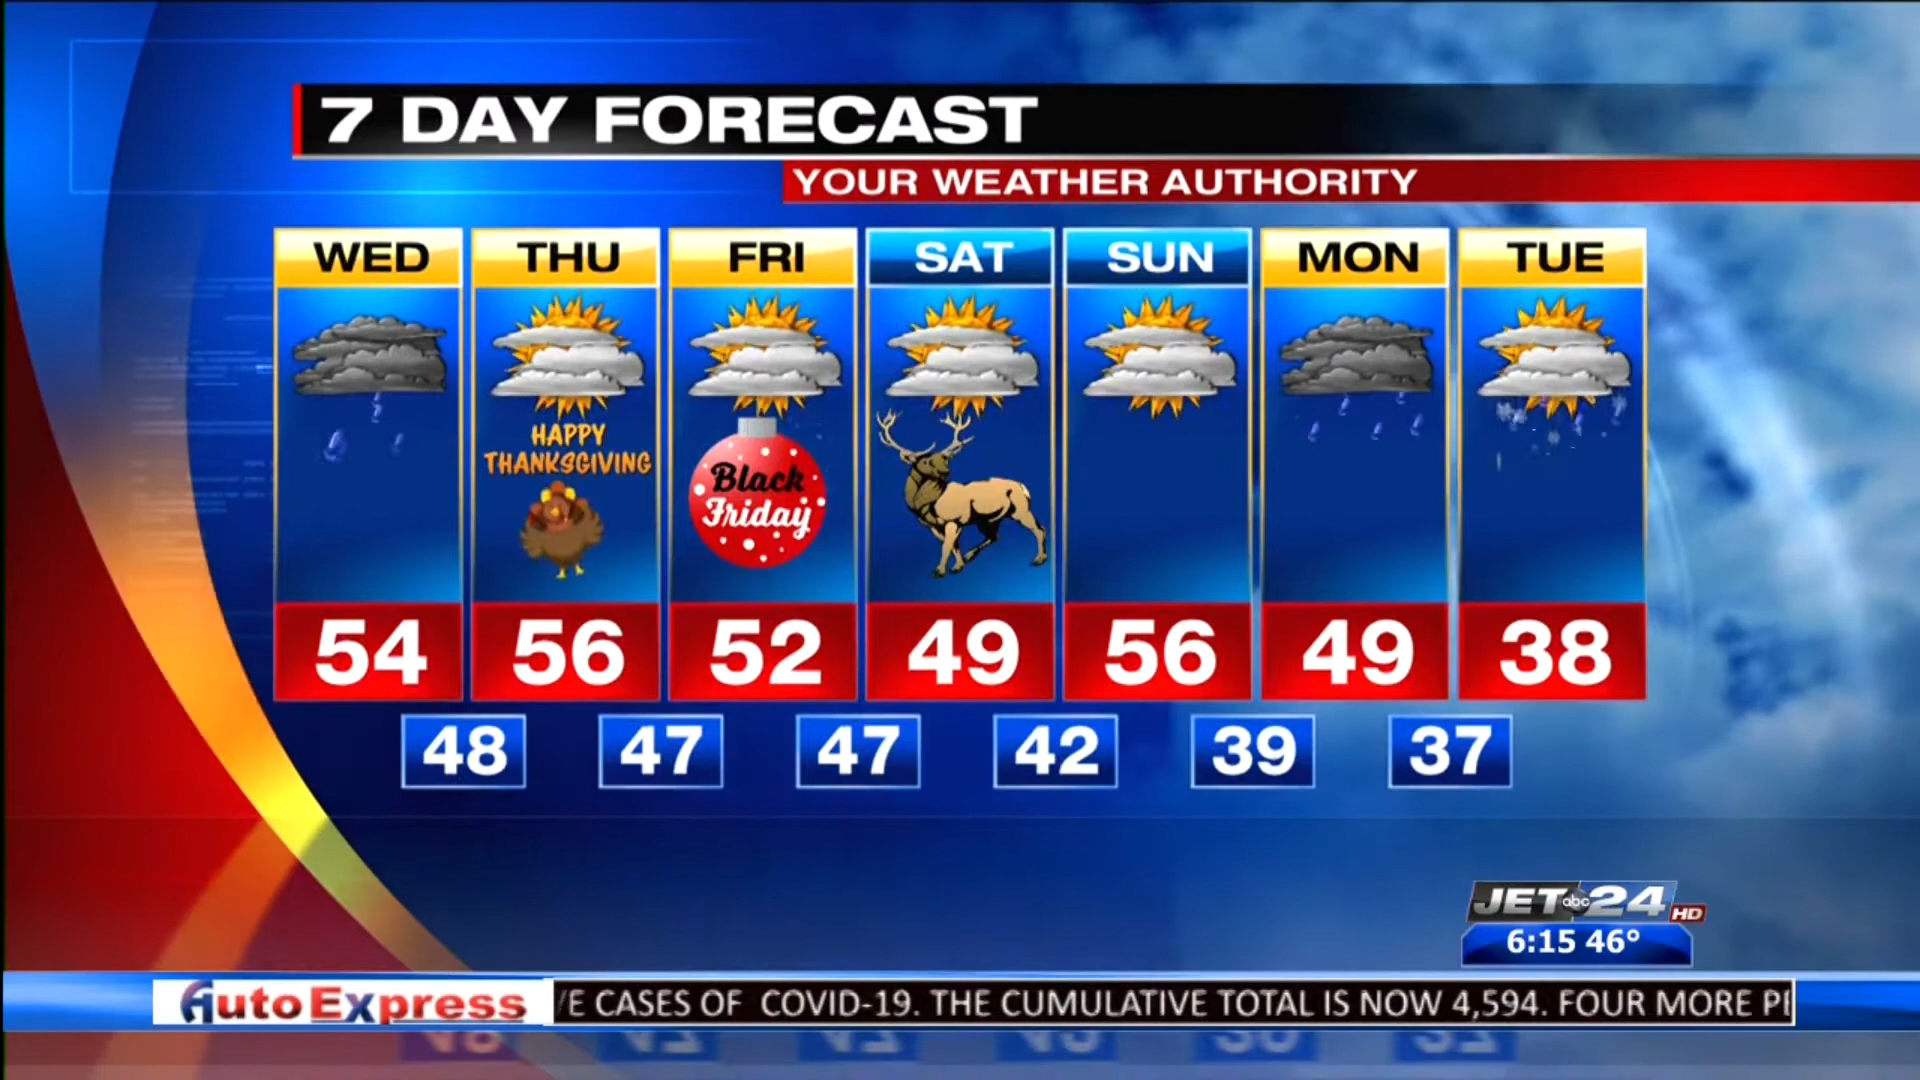 7 DAY FORECAST
YOUR WEATHER AUTHORITY
WED THU FRI SAT SUN MON TUE
HAPPY
THANKSGIVING
Black
Friday
54 56 52 49 56 49 38
48 47 47 42 39 37
JET abc 24 HD
6:15 46°
AutoExpress
E CASES OF COVID-19. THE CUMULATIVE TOTAL IS NOW 4,594. FOUR MORE